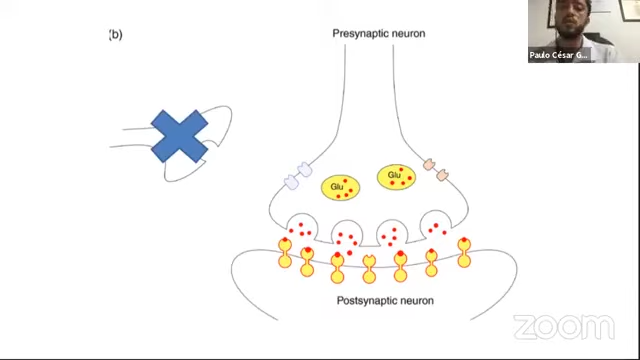 (b)
Presynaptic neuron
Paulo César G...
Glu
Glu
Postsynaptic neuron
zoom